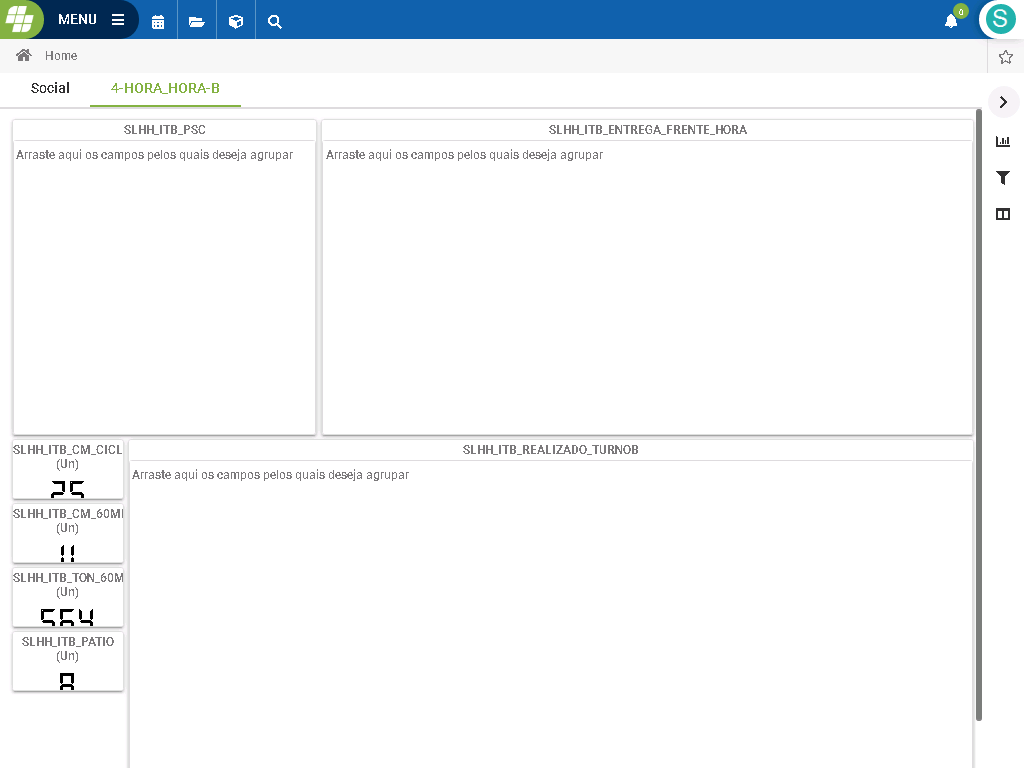 MENU
0
S
Home
Social
4-HORA_HORA-B
SLHH_ITB_PSC
Arraste aqui os campos pelos quais deseja agrupar
SLHH_ITB_ENTREGA_FRENTE_HORA
Arraste aqui os campos pelos quais deseja agrupar
SLHH_ITB_CM_CICL
(Un)
25
SLHH_ITB_CM_60M
(Un)
11
SLHH_ITB_TON_60M
(Un)
564
SLHH_ITB_PATIO
(Un)
8
SLHH_ITB_REALIZADO_TURNOB
Arraste aqui os campos pelos quais deseja agrupar